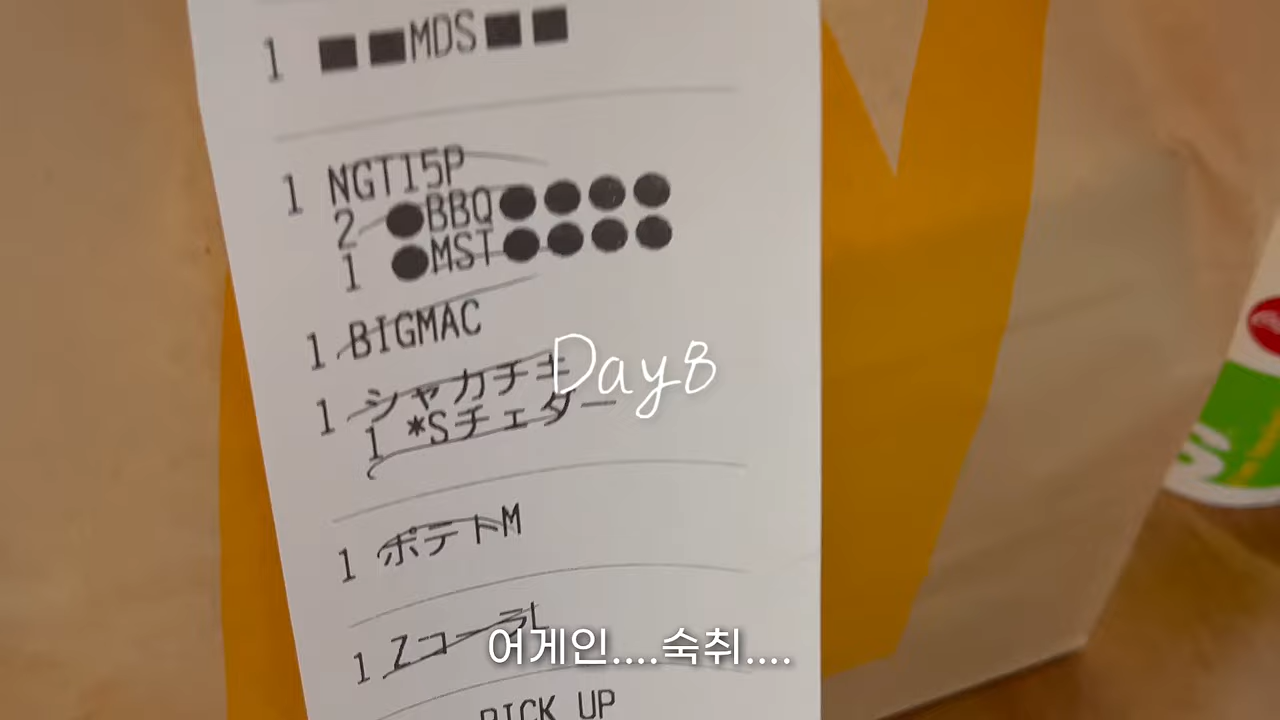 1 ■■MDS■■
1 NGT15P
2 ●BBQ●●●●
1 ●MST●●●●
1 BIGMAC
1 シャカチキ
1 *Sチェダー
Day8
1 ポテトM
1 ZコーラL
어게인....숙취....
PICK UP